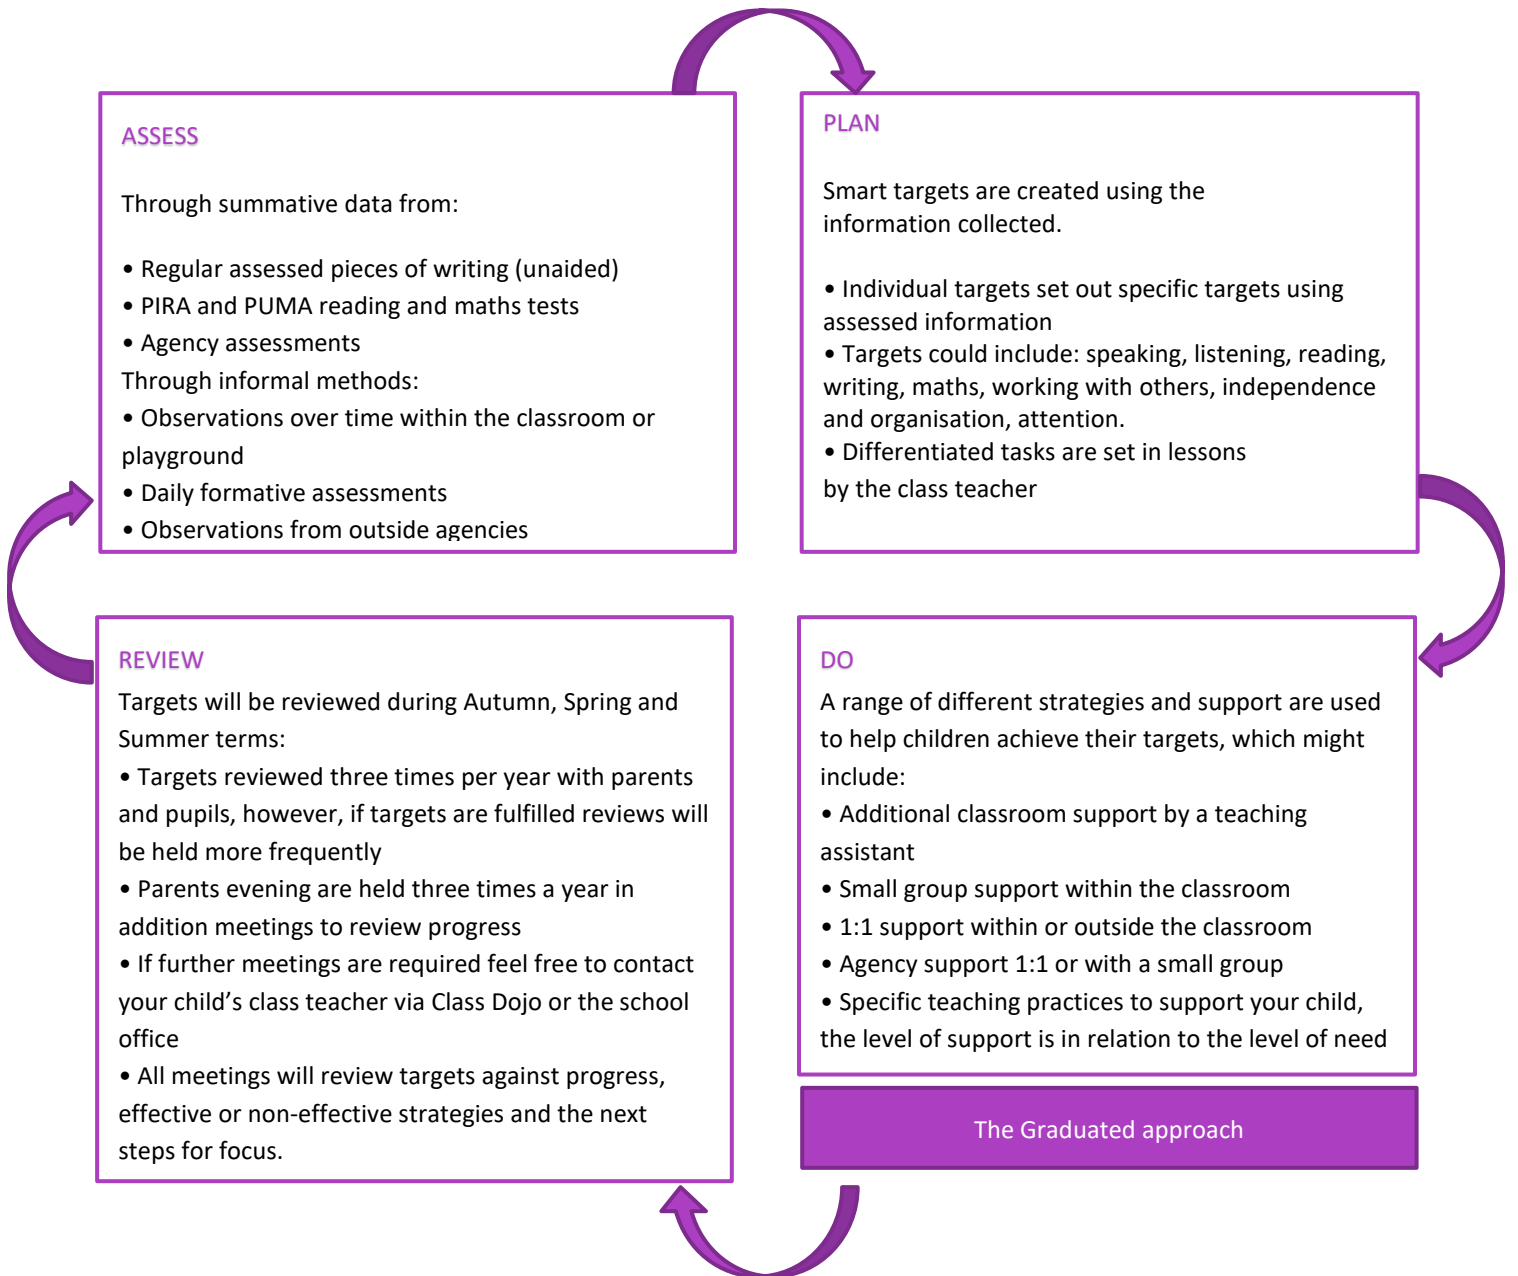 ASSESS
Through summative data from:
• Regular assessed pieces of writing (unaided)
• PIRA and PUMA reading and maths tests
• Agency assessments
Through informal methods:
• Observations over time within the classroom or
playground
• Daily formative assessments
• Observations from outside agencies
PLAN
Smart targets are created using the
information collected.
• Individual targets set out specific targets using
assessed information
• Targets could include: speaking, listening, reading,
writing, maths, working with others, independence
and organisation, attention.
• Differentiated tasks are set in lessons
by the class teacher
REVIEW
Targets will be reviewed during Autumn, Spring and
Summer terms:
• Targets reviewed three times per year with parents
and pupils, however, if targets are fulfilled reviews will
be held more frequently
• Parents evening are held three times a year in
addition meetings to review progress
• If further meetings are required feel free to contact
your child’s class teacher via Class Dojo or the school
office
• All meetings will review targets against progress,
effective or non-effective strategies and the next
steps for focus.
DO
A range of different strategies and support are used
to help children achieve their targets, which might
include:
• Additional classroom support by a teaching
assistant
• Small group support within the classroom
• 1:1 support within or outside the classroom
• Agency support 1:1 or with a small group
• Specific teaching practices to support your child,
the level of support is in relation to the level of need
The Graduated approach